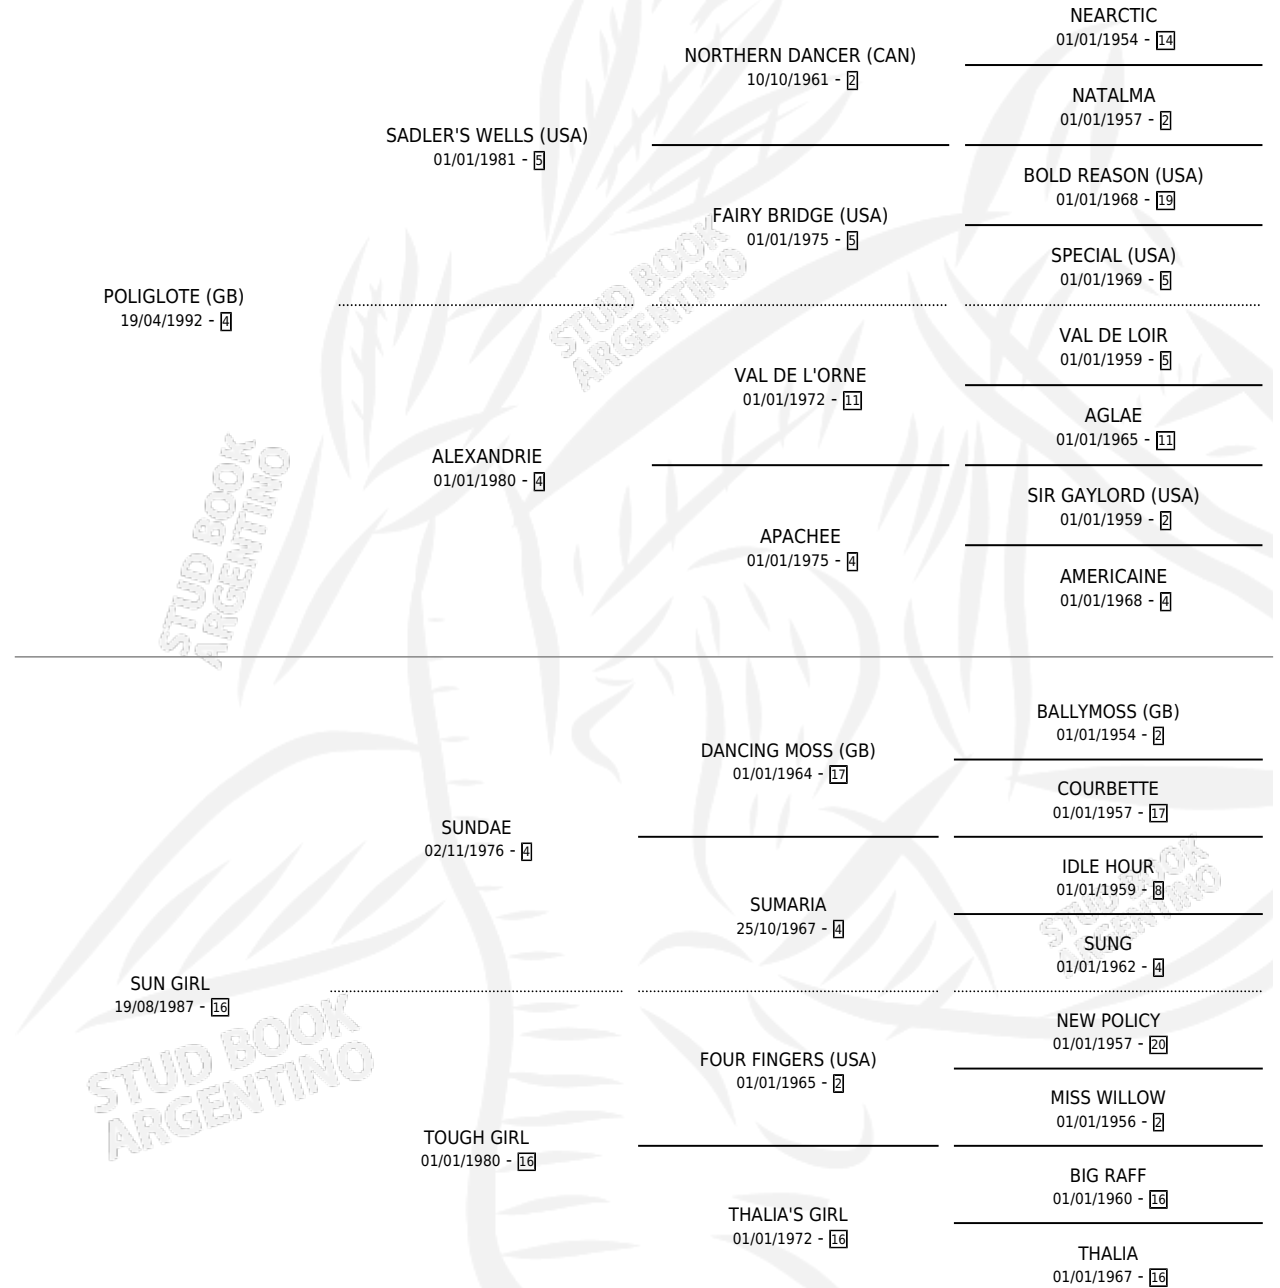 NEARCTIC
01/01/1954 - 14
NORTHERN DANCER (CAN)
10/10/1961 - 2
NATALMA
01/01/1957 - 2
SADLER'S WELLS (USA)
01/01/1981 - 5
BOLD REASON (USA)
01/01/1968 - 19
FAIRY BRIDGE (USA)
01/01/1975 - 5
SPECIAL (USA)
01/01/1969 - 5
STUD BOOK
ARGENTINO
POLIGLOTE (GB)
19/04/1992 - 4
VAL DE LOIR
01/01/1959 - 5
VAL DE L'ORNE
01/01/1972 - 11
AGLAE
01/01/1965 - 11
ALEXANDRIE
01/01/1980 - 4
SIR GAYLORD (USA)
01/01/1959 - 2
APACHEE
01/01/1975 - 4
AMERICAINE
01/01/1968 - 4
STUD BOOK
ARGENTINO
BALLYMOSS (GB)
01/01/1954 - 2
DANCING MOSS (GB)
01/01/1964 - 17
COURBETTE
01/01/1957 - 17
SUNDAE
02/11/1976 - 4
IDLE HOUR
01/01/1959 - 8
SUMARIA
25/10/1967 - 4
SUNG
01/01/1962 - 4
STUD BOOK
ARGENTINO
SUN GIRL
19/08/1987 - 16
NEW POLICY
01/01/1957 - 20
FOUR FINGERS (USA)
01/01/1965 - 2
MISS WILLOW
01/01/1956 - 2
STUD BOOK
ARGENTINO
TOUGH GIRL
01/01/1980 - 16
BIG RAFF
01/01/1960 - 16
THALIA'S GIRL
01/01/1972 - 16
THALIA
01/01/1967 - 16